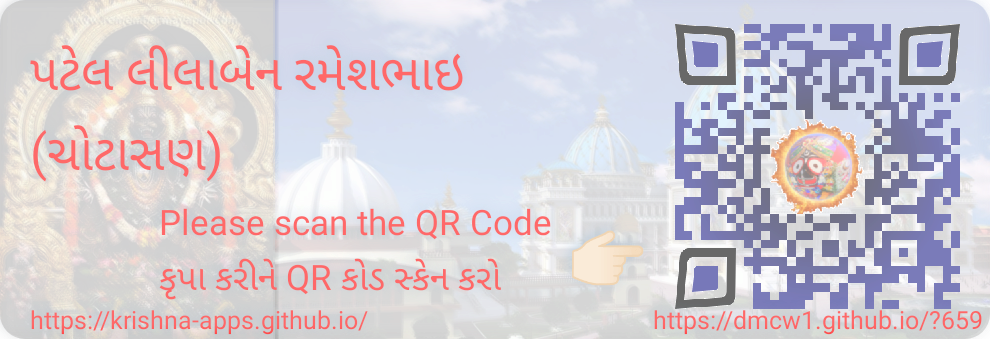 પટેલ લીલાબેન રમેશભાઇ
(ચોટાસણ)
Please scan the QR Code
કૃપા કરીને QR કોડ સ્કેન કરો
https://krishna-apps.github.io/
https://dmcw1.github.io/?659